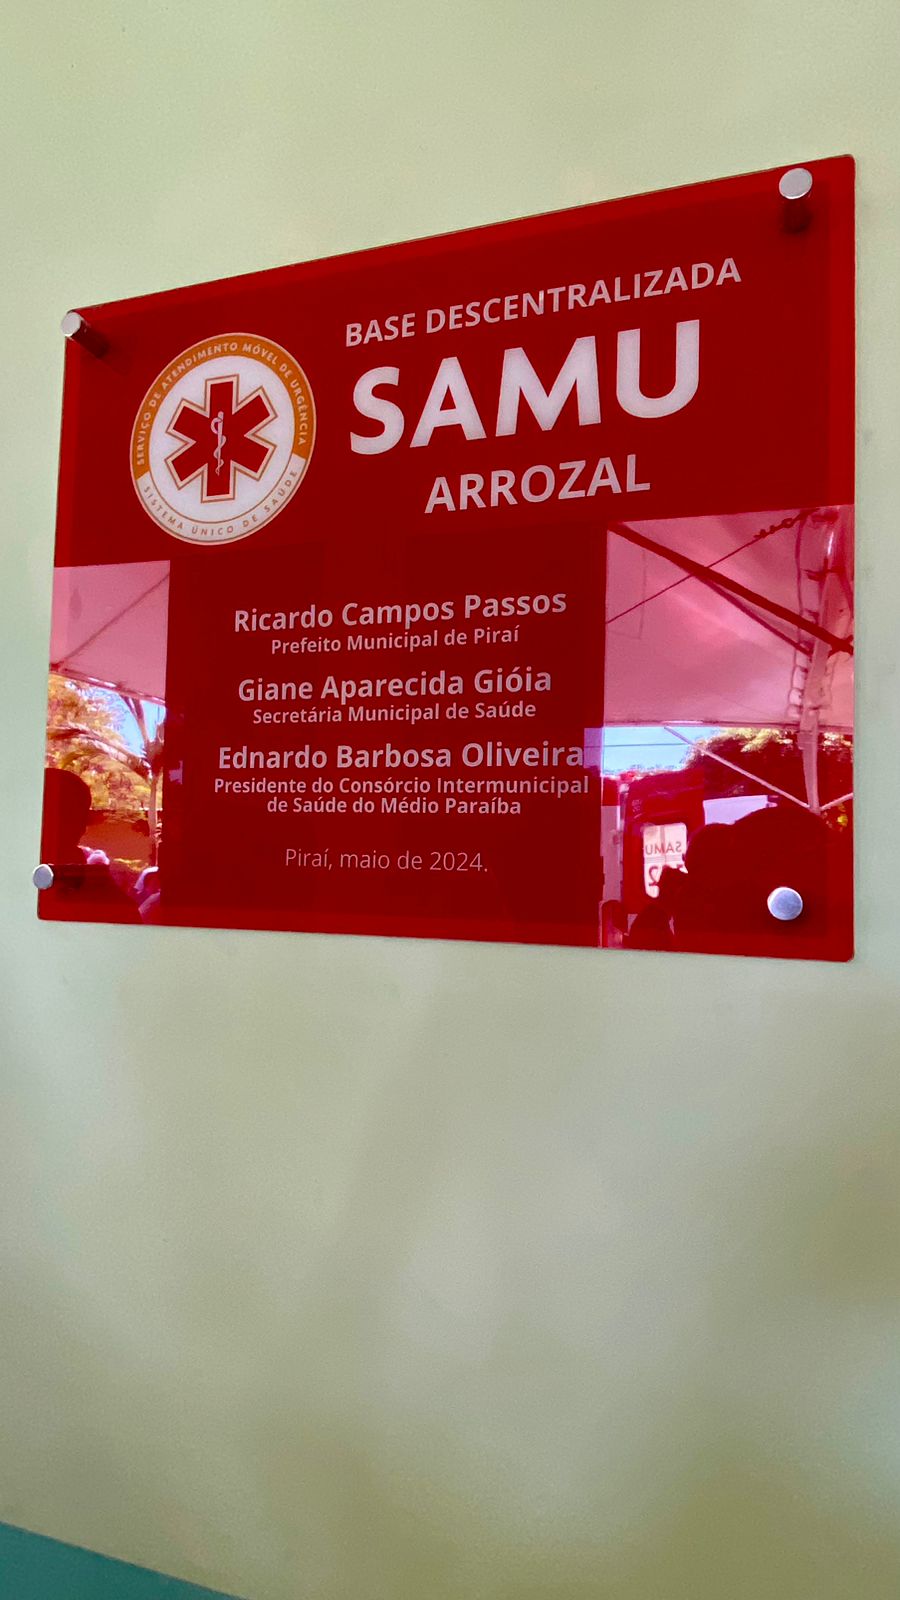 BASE DESCENTRALIZADA
SAMU
ARROZAL
SERVIÇO DE ATENDIMENTO MÓVEL DE URGÊNCIA
SISTEMA ÚNICO DE SAÚDE
Ricardo Campos Passos
Prefeito Municipal de Piraí
Giane Aparecida Gióia
Secretária Municipal de Saúde
Ednardo Barbosa Oliveira
Presidente do Consórcio Intermunicipal
de Saúde do Médio Paraíba
Piraí, maio de 2024.
SAMU